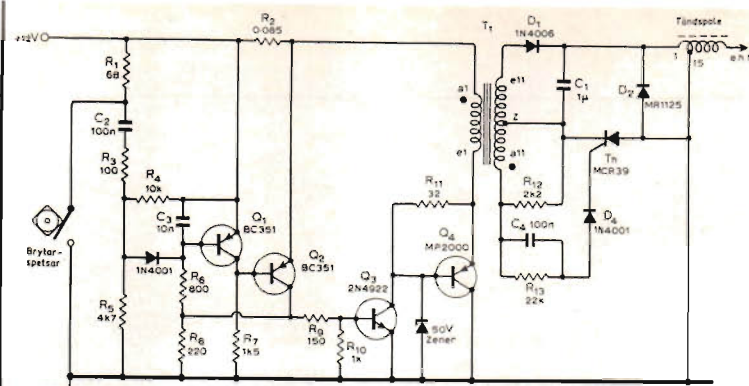 +12V
R1
68
C2
100n
R3
100
R4
10k
C3
10n
Brytar-
spetsar
1N4001
R5
4k7
R6
800
R8
220
R7
1k5
Q1
BC351
Q2
BC351
R2
0·085
R9
150
R10
1k
Q3
2N4922
R11
32
50V
Zener
Q4
MP2000
T1
a1
e1
e11
z
a11
D1
1N4006
C1
1µ
D2
MR1125
Th
MCR39
R12
2k2
C4 100n
R13
22k
D4
1N4001
Tändspole
1
15
e.h.t